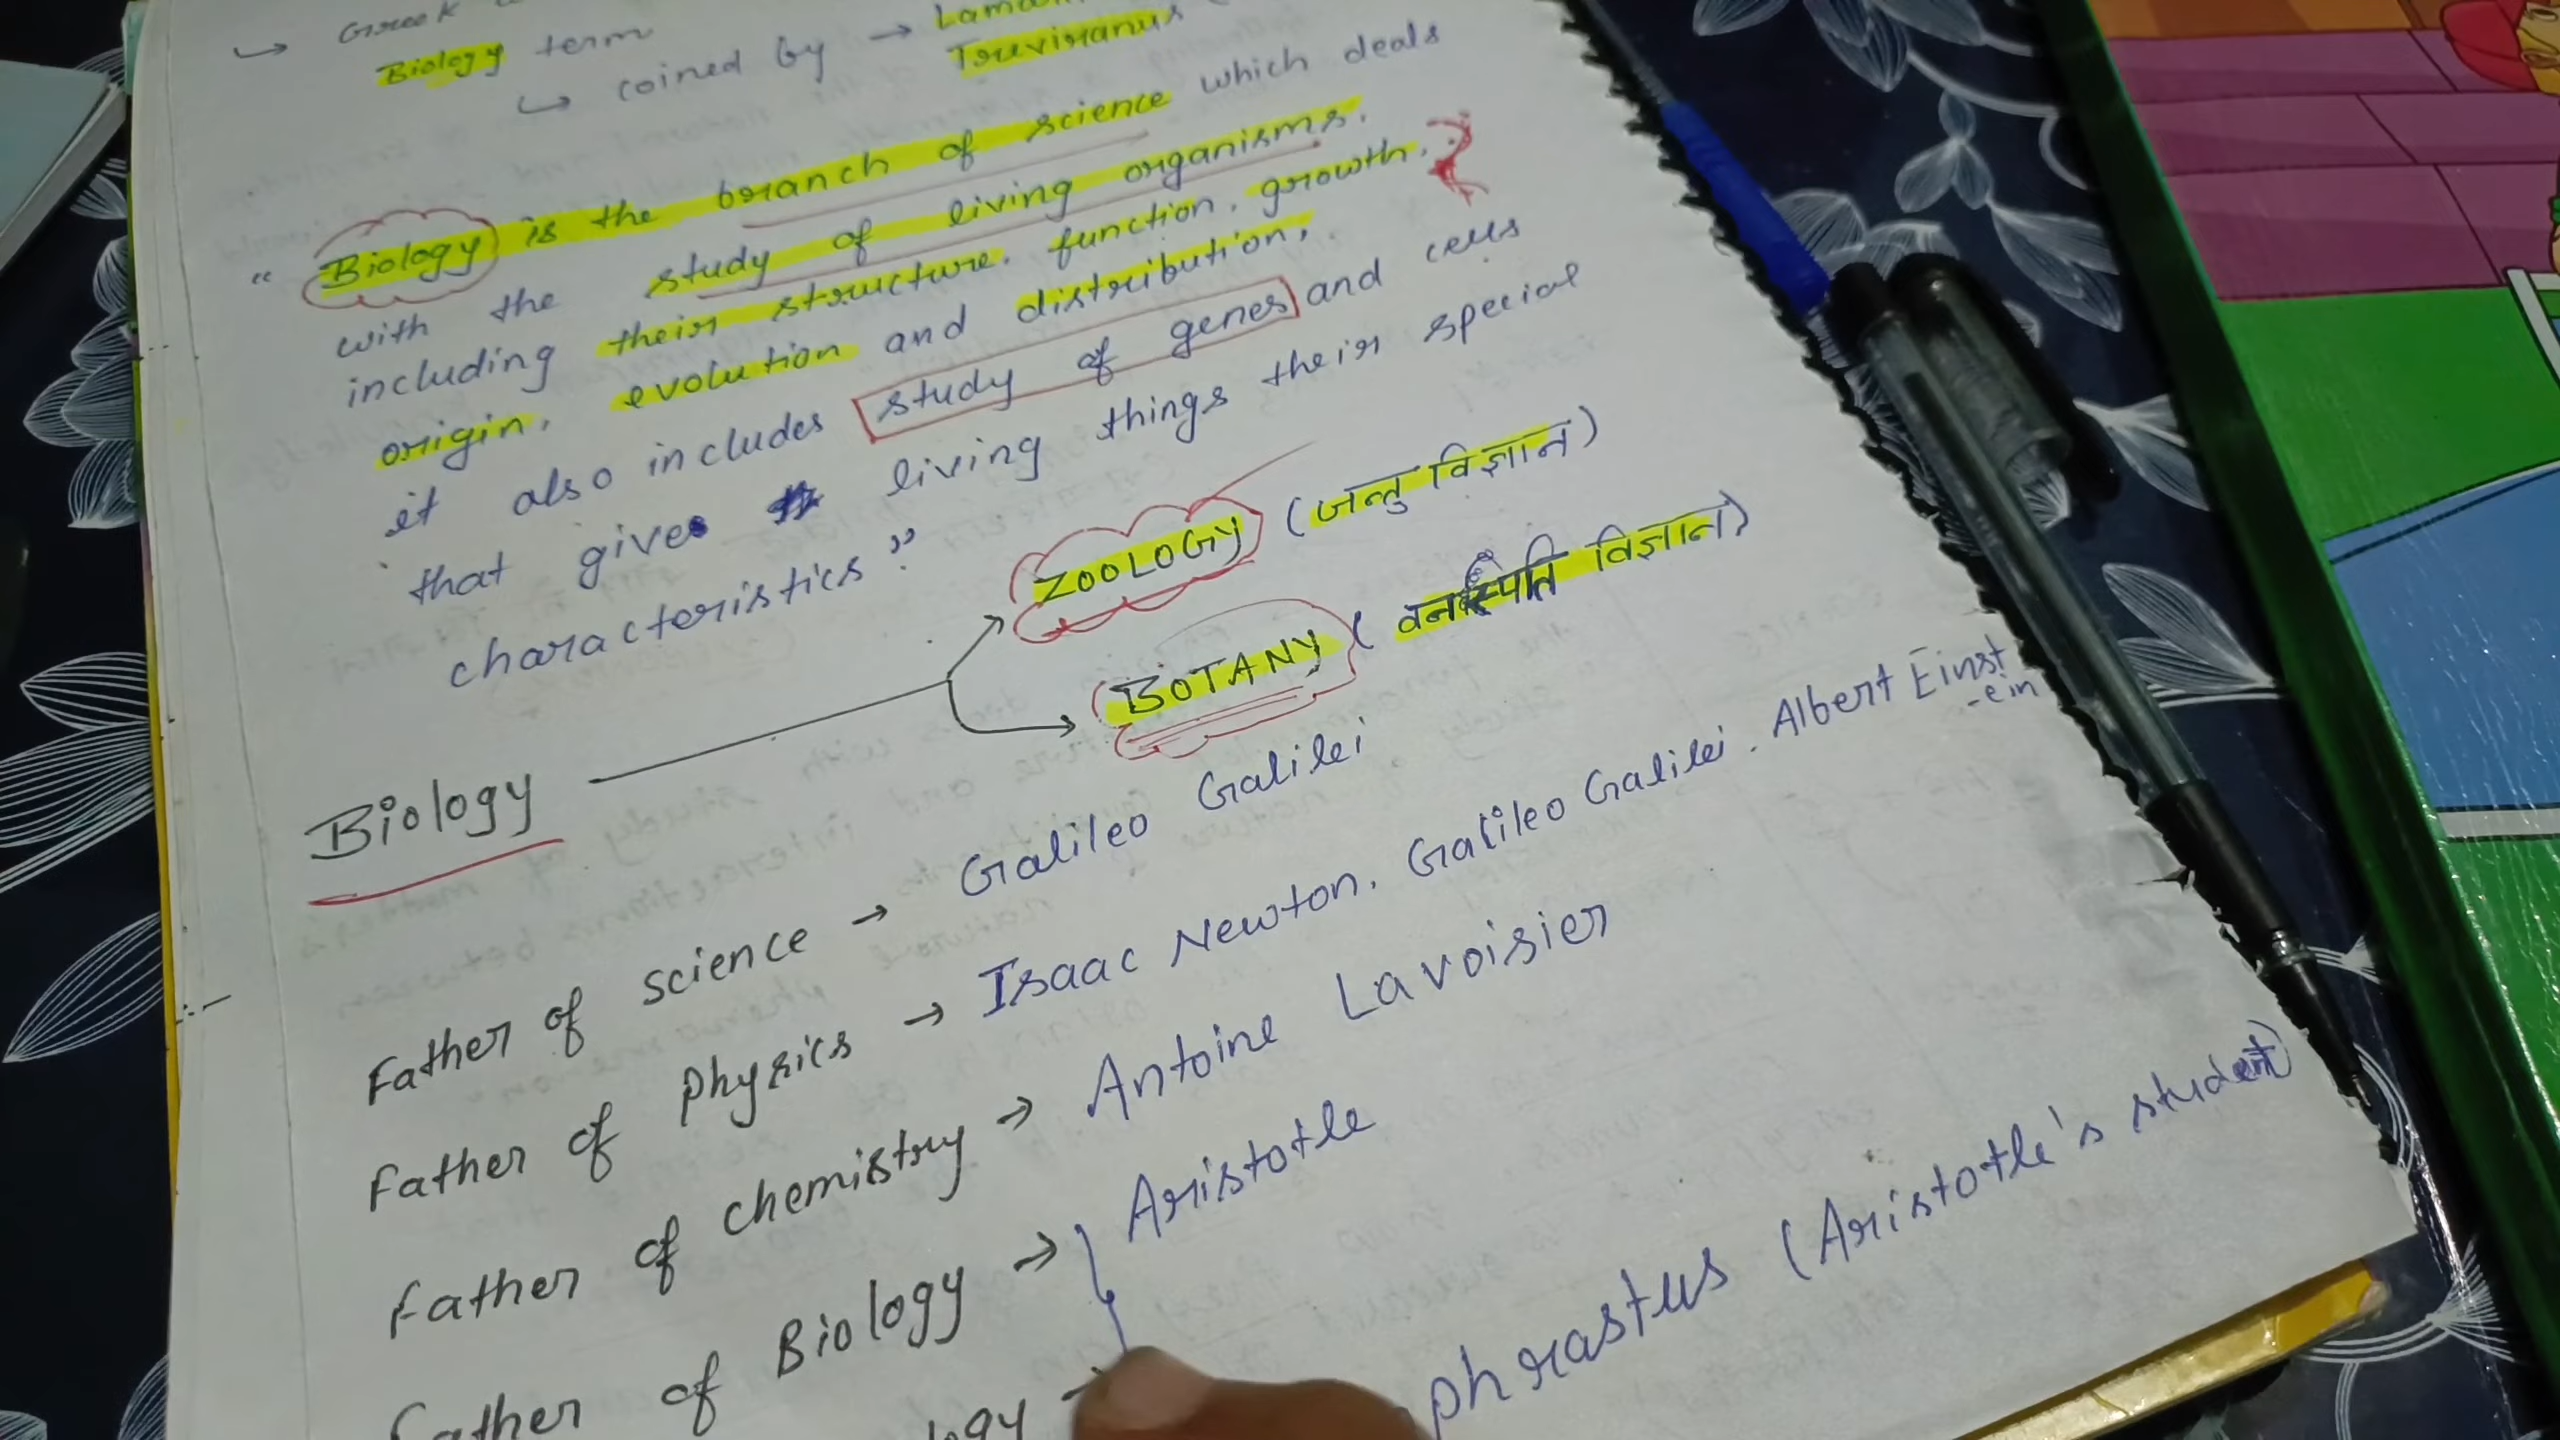 ↳ Greek
Biology term
↳ coined by → 
Treviranus
"Biology is the branch of science which deals
with the study of living organisms.
including their structure. function. growth.
origin. evolution and distribution.
it also includes study of genes and cells
that gives living things their special
characteristics"
ZOOLOGY (जन्तु विज्ञान)
BOTANY (वनस्पति विज्ञान)
Biology
Father of science → Galileo Galilei
Father of Physics → Isaac Newton. Galileo Galilei. Albert Einst
-ein
Father of chemistry → Antoine Lavoisier
Father of Biology → Aristotle
phrastus (Aristotle's student)